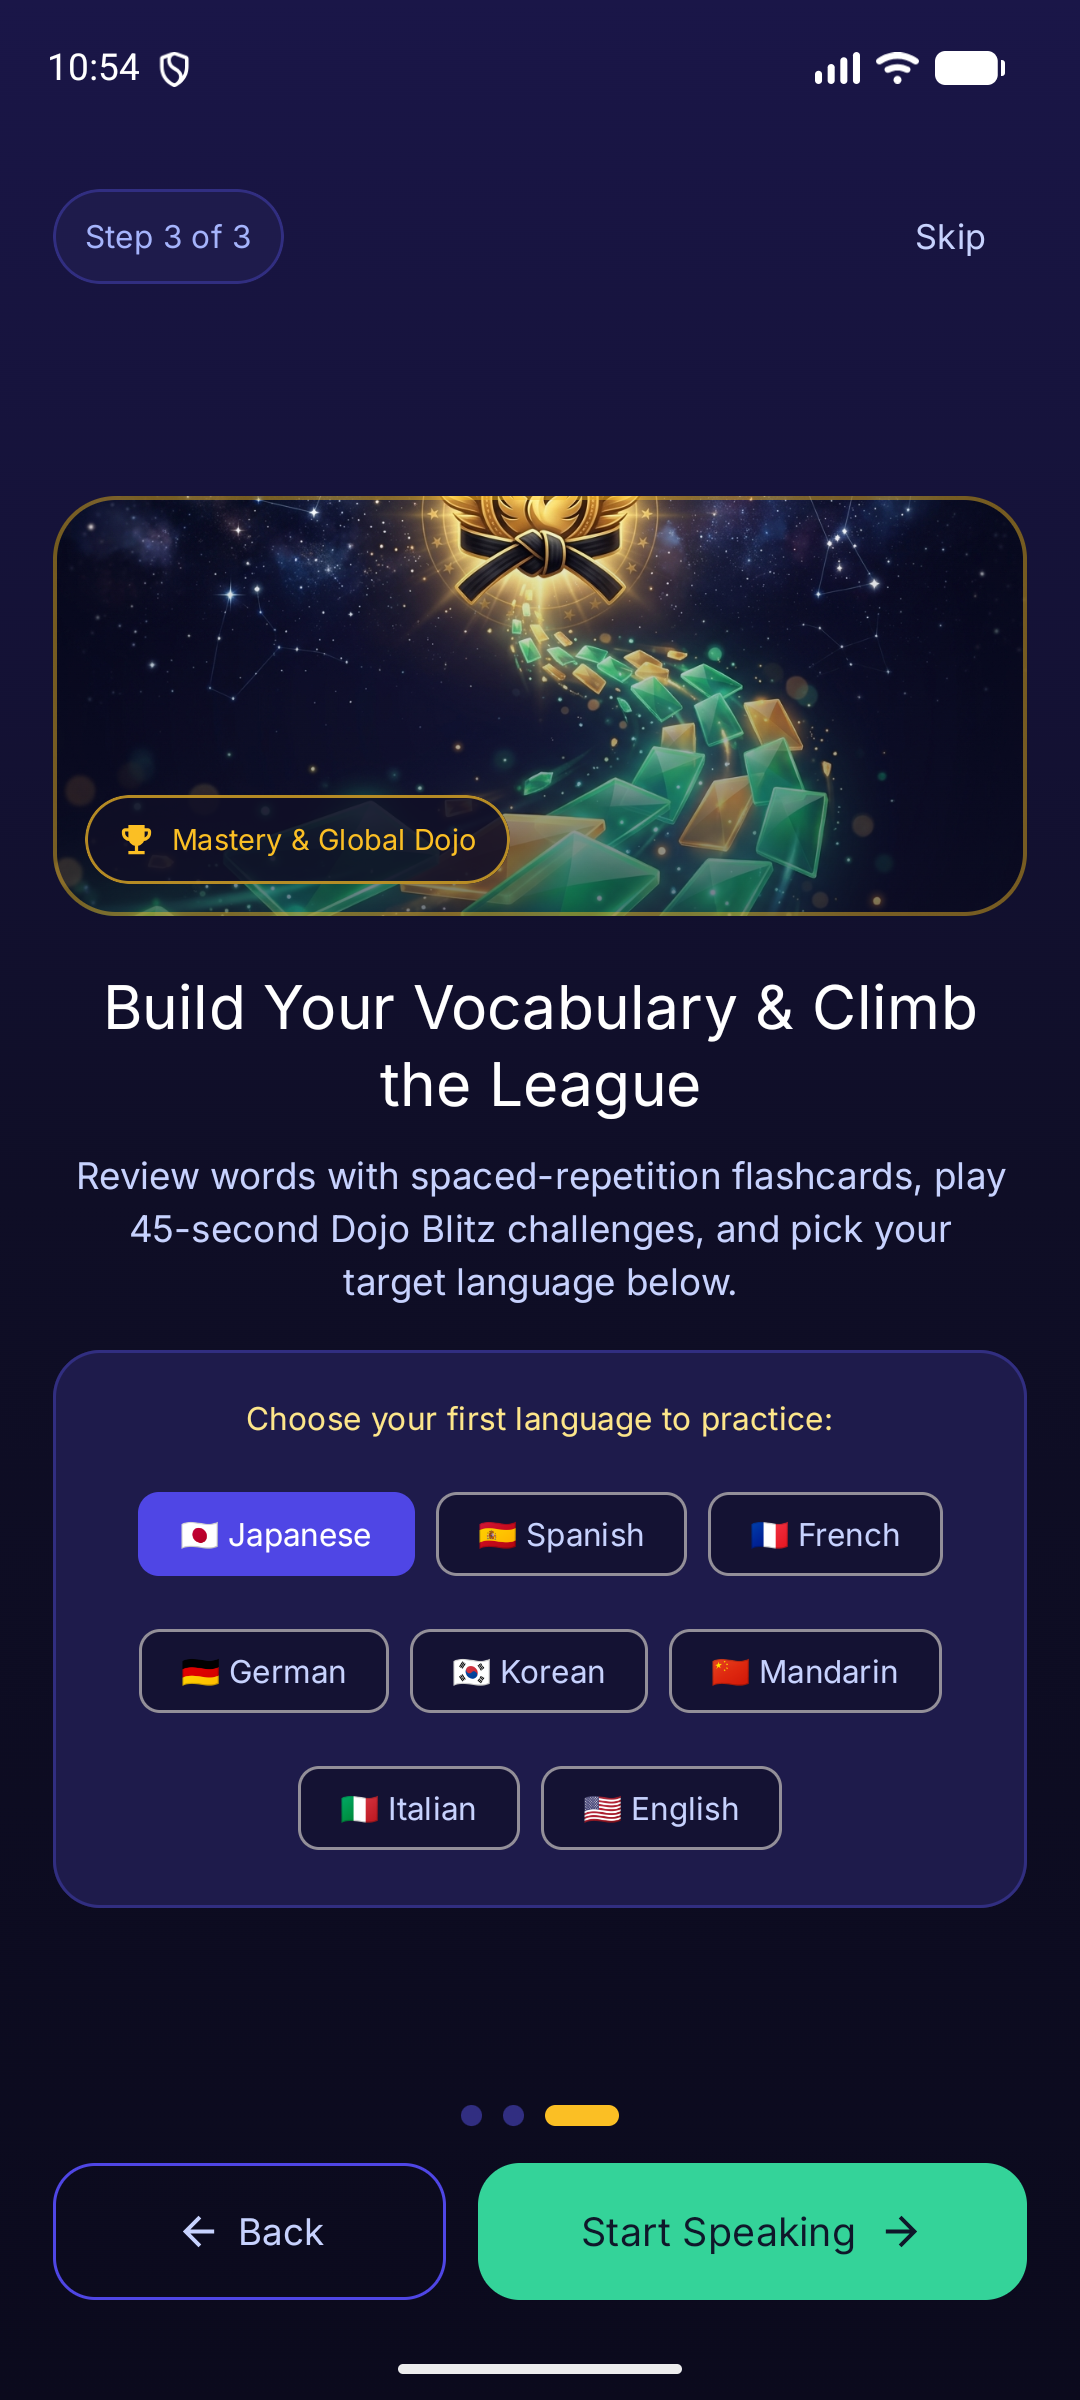 10:54
Step 3 of 3
Skip
Mastery & Global Dojo
Build Your Vocabulary & Climb
the League
Review words with spaced-repetition flashcards, play
45-second Dojo Blitz challenges, and pick your
target language below.
Choose your first language to practice:
🇯🇵 Japanese
🇪🇸 Spanish
🇫🇷 French
🇩🇪 German
🇰🇷 Korean
🇨🇳 Mandarin
🇮🇹 Italian
🇺🇸 English
← Back
Start Speaking →